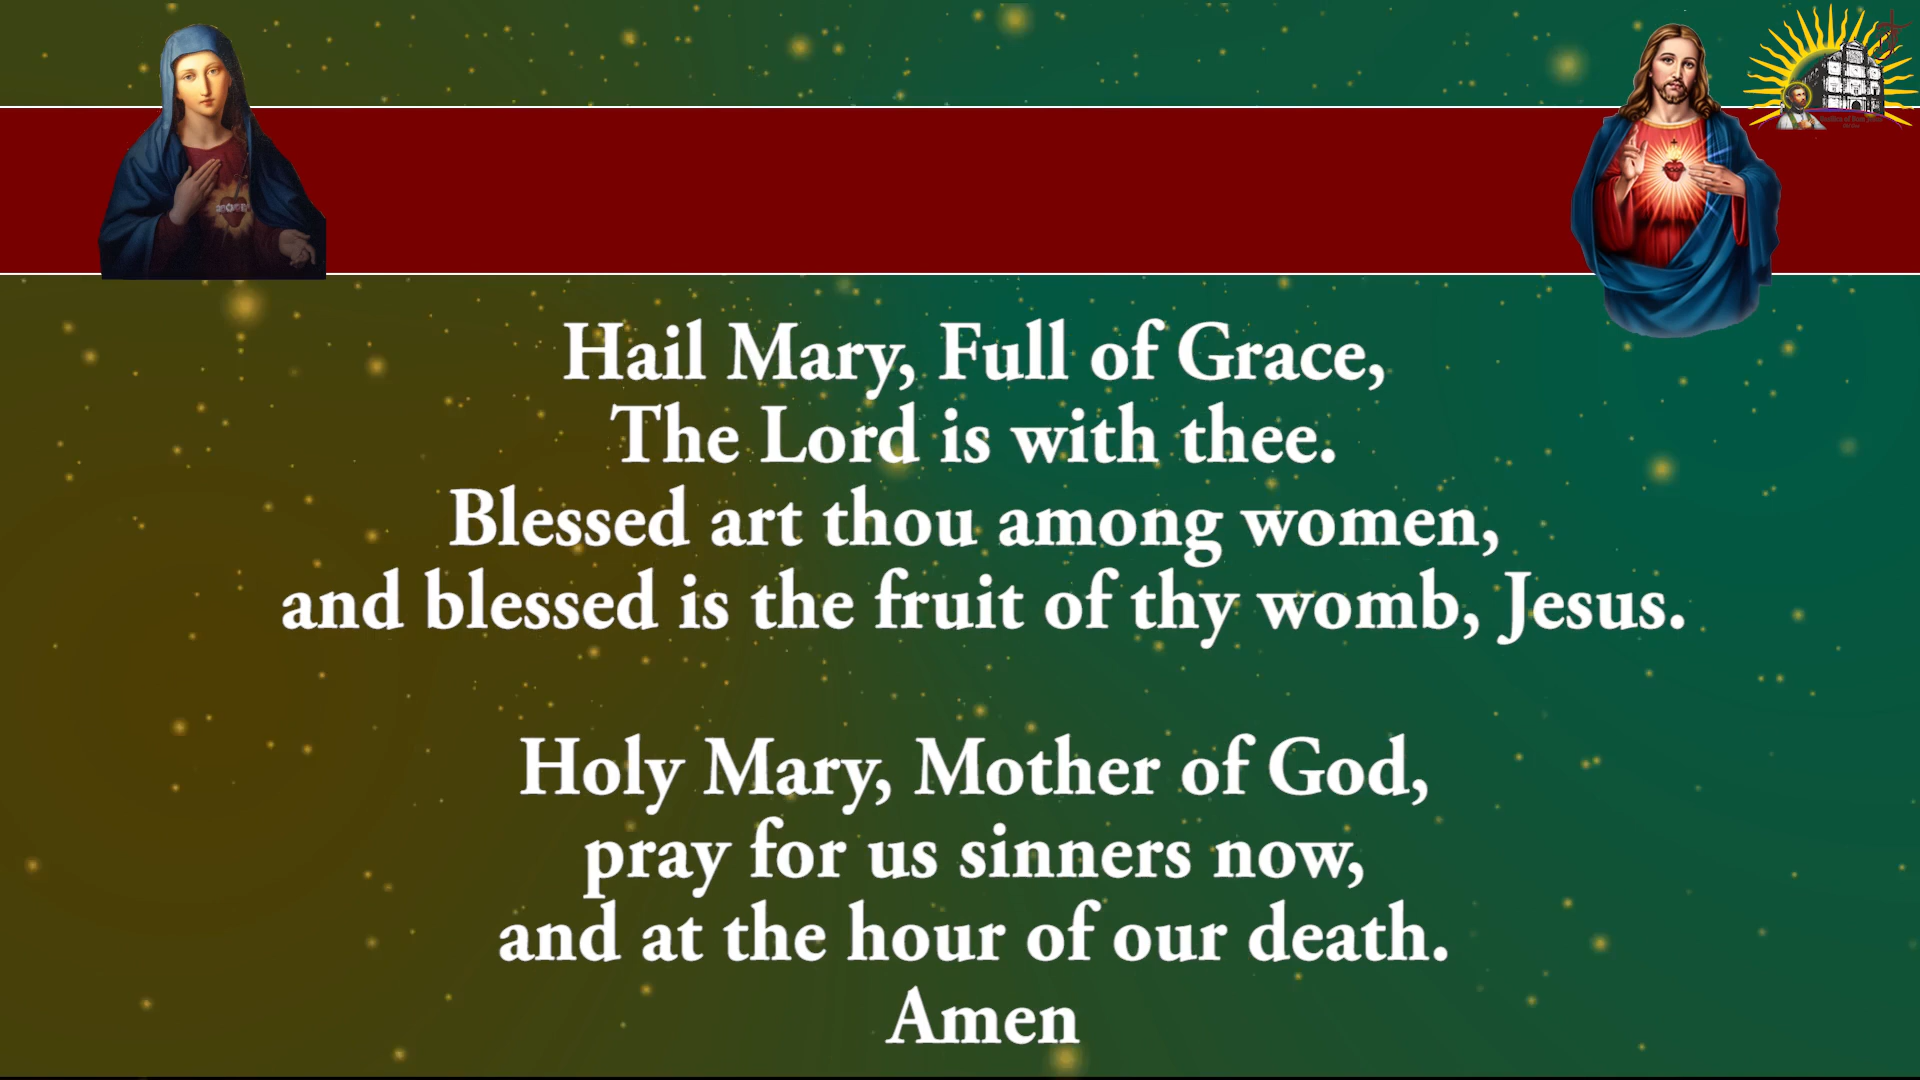 Hail Mary, Full of Grace,
The Lord is with thee.
Blessed art thou among women,
and blessed is the fruit of thy womb, Jesus.
Holy Mary, Mother of God,
pray for us sinners now,
and at the hour of our death.
Amen